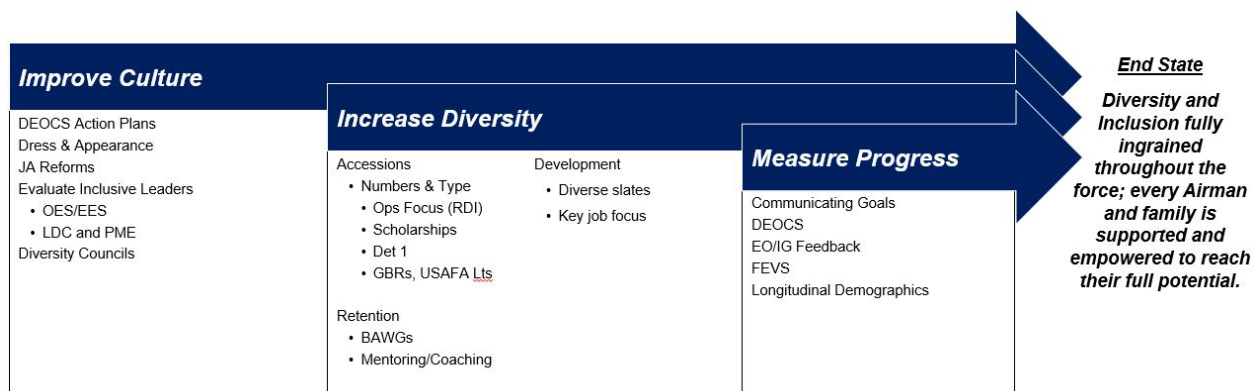 Improve Culture
DEOCS Action Plans
Dress & Appearance
JA Reforms
Evaluate Inclusive Leaders
• OES/EES
• LDC and PME
Diversity Councils
Increase Diversity
Accessions
• Numbers & Type
• Ops Focus (RDI)
• Scholarships
• Det 1
• GBRs, USAFA Lts
Retention
• BAWGs
• Mentoring/Coaching
Development
• Diverse slates
• Key job focus
Measure Progress
Communicating Goals
DEOCS
EO/IG Feedback
FEVS
Longitudinal Demographics
End State
Diversity and
Inclusion fully
ingrained
throughout the
force; every Airman
and family is
supported and
empowered to reach
their full potential.